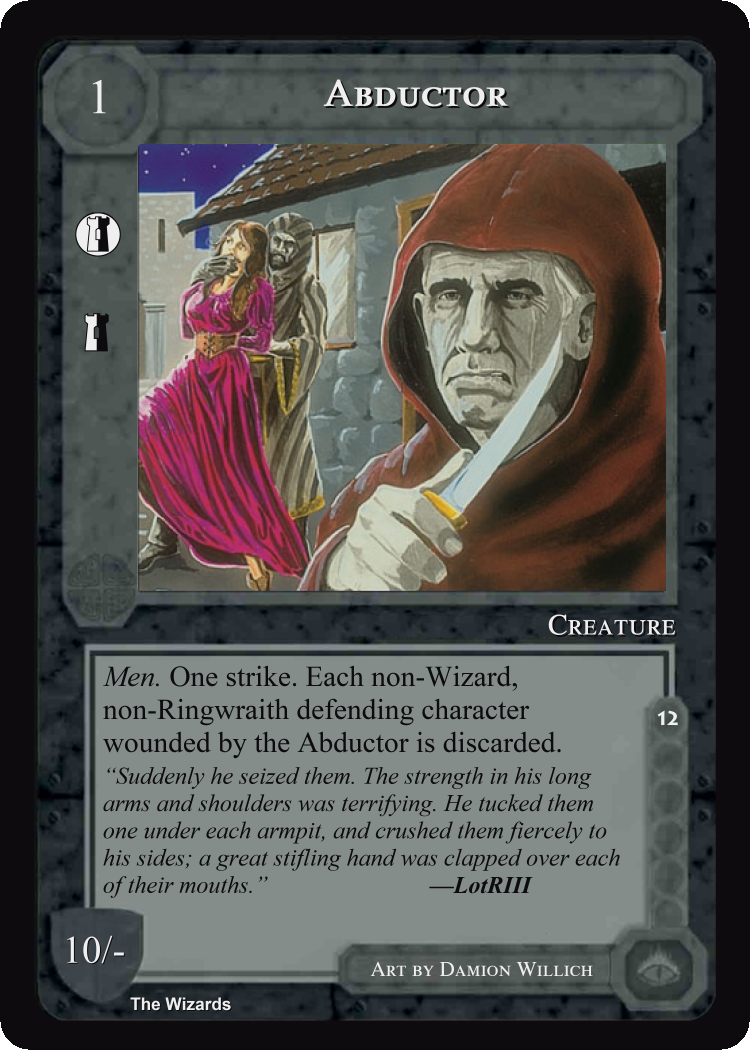 1
Abductor
Creature
Men. One strike. Each non-Wizard,
non-Ringwraith defending character
wounded by the Abductor is discarded.
12
“Suddenly he seized them. The strength in his long
arms and shoulders was terrifying. He tucked them
one under each armpit, and crushed them fiercely to
his sides; a great stifling hand was clapped over each
of their mouths.” —LotRIII
10/-
Art by Damion Willich
The Wizards